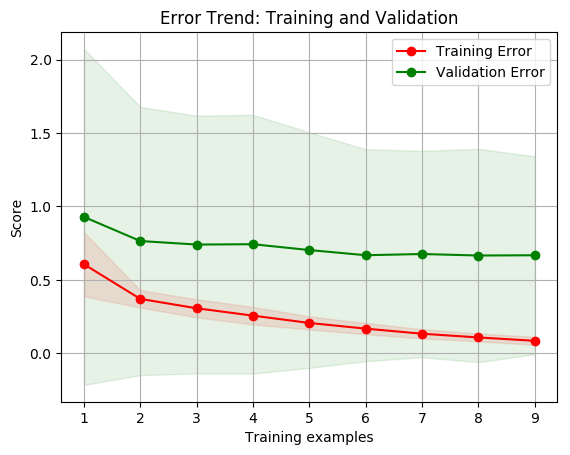 Error Trend: Training and Validation
Training Error
Validation Error
2.0
1.5
1.0
0.5
0.0
Score
1 2 3 4 5 6 7 8 9
Training examples